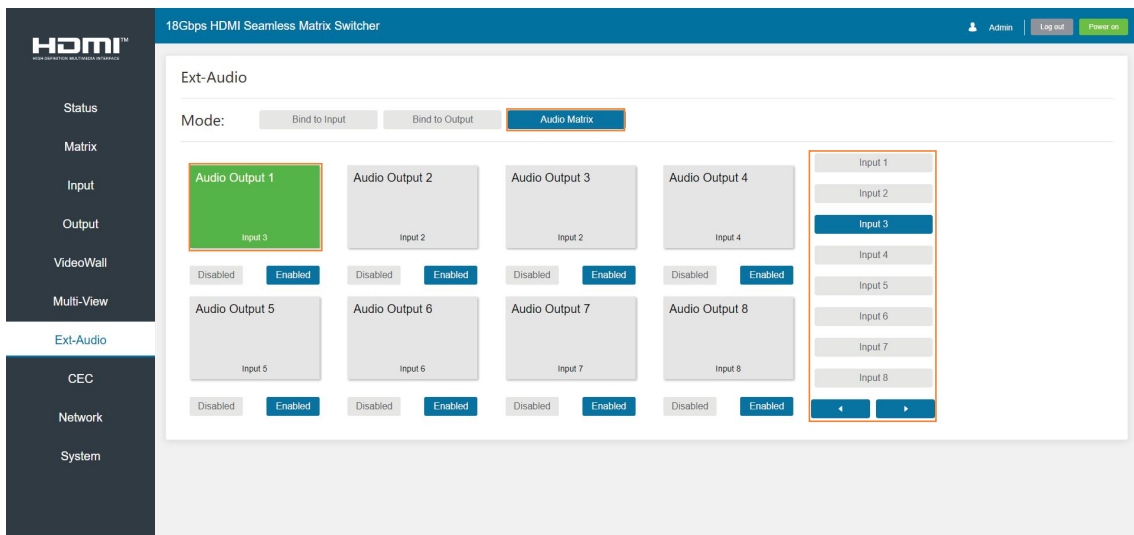 HDMI™
HIGH DEFINITION MULTIMEDIA INTERFACE
18Gbps HDMI Seamless Matrix Switcher
Admin
Log out
Power on
Status
Matrix
Input
Output
VideoWall
Multi-View
Ext-Audio
CEC
Network
System
Ext-Audio
Mode:
Bind to Input
Bind to Output
Audio Matrix
Audio Output 1
Input 3
Audio Output 2
Input 2
Audio Output 3
Input 2
Audio Output 4
Input 4
Disabled
Enabled
Disabled
Enabled
Disabled
Enabled
Disabled
Enabled
Audio Output 5
Input 5
Audio Output 6
Input 6
Audio Output 7
Input 7
Audio Output 8
Input 8
Disabled
Enabled
Disabled
Enabled
Disabled
Enabled
Disabled
Enabled
Input 1
Input 2
Input 3
Input 4
Input 5
Input 6
Input 7
Input 8